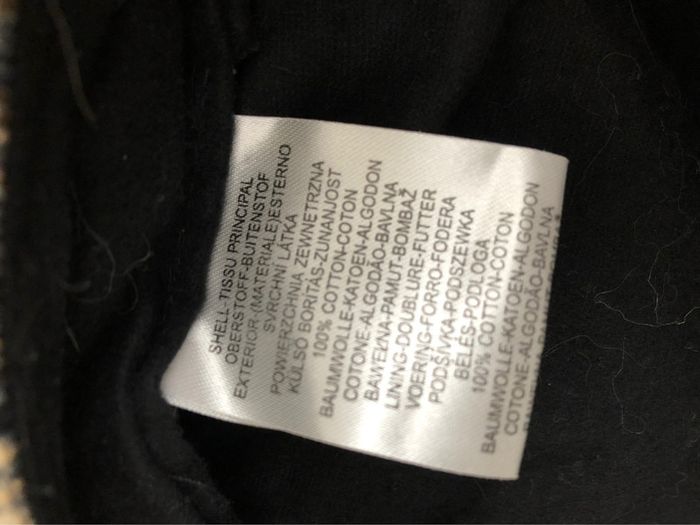 SHELL-TISSU PRINCIPAL
OBERSTOFF-BUITENSTOF
EXTERIOR (MATERIALE)ESTERNO
SVRCHNÍ LÁTKA
POWIERZCHNIA ZEWNETRZNA
KÜLSŐ BORÍTÁS-ZUNANJOST
100% COTTON-COTON
BAUMWOLLE-KATOEN-ALGODON
COTONE-ALGODÃO-BAVLNA
BAWEŁNA-PAMUT-BOMBAŽ
LINING-DOUBLURE-FUTTER
VOERING-FORRO-FODERA
PODŠÍVKA-PODSZEWKA
BÉLÉS-PODLOGA
100% COTTON-COTON
BAUMWOLLE-KATOEN-ALGODON
COTONE-ALGODÃO-BAVLNA